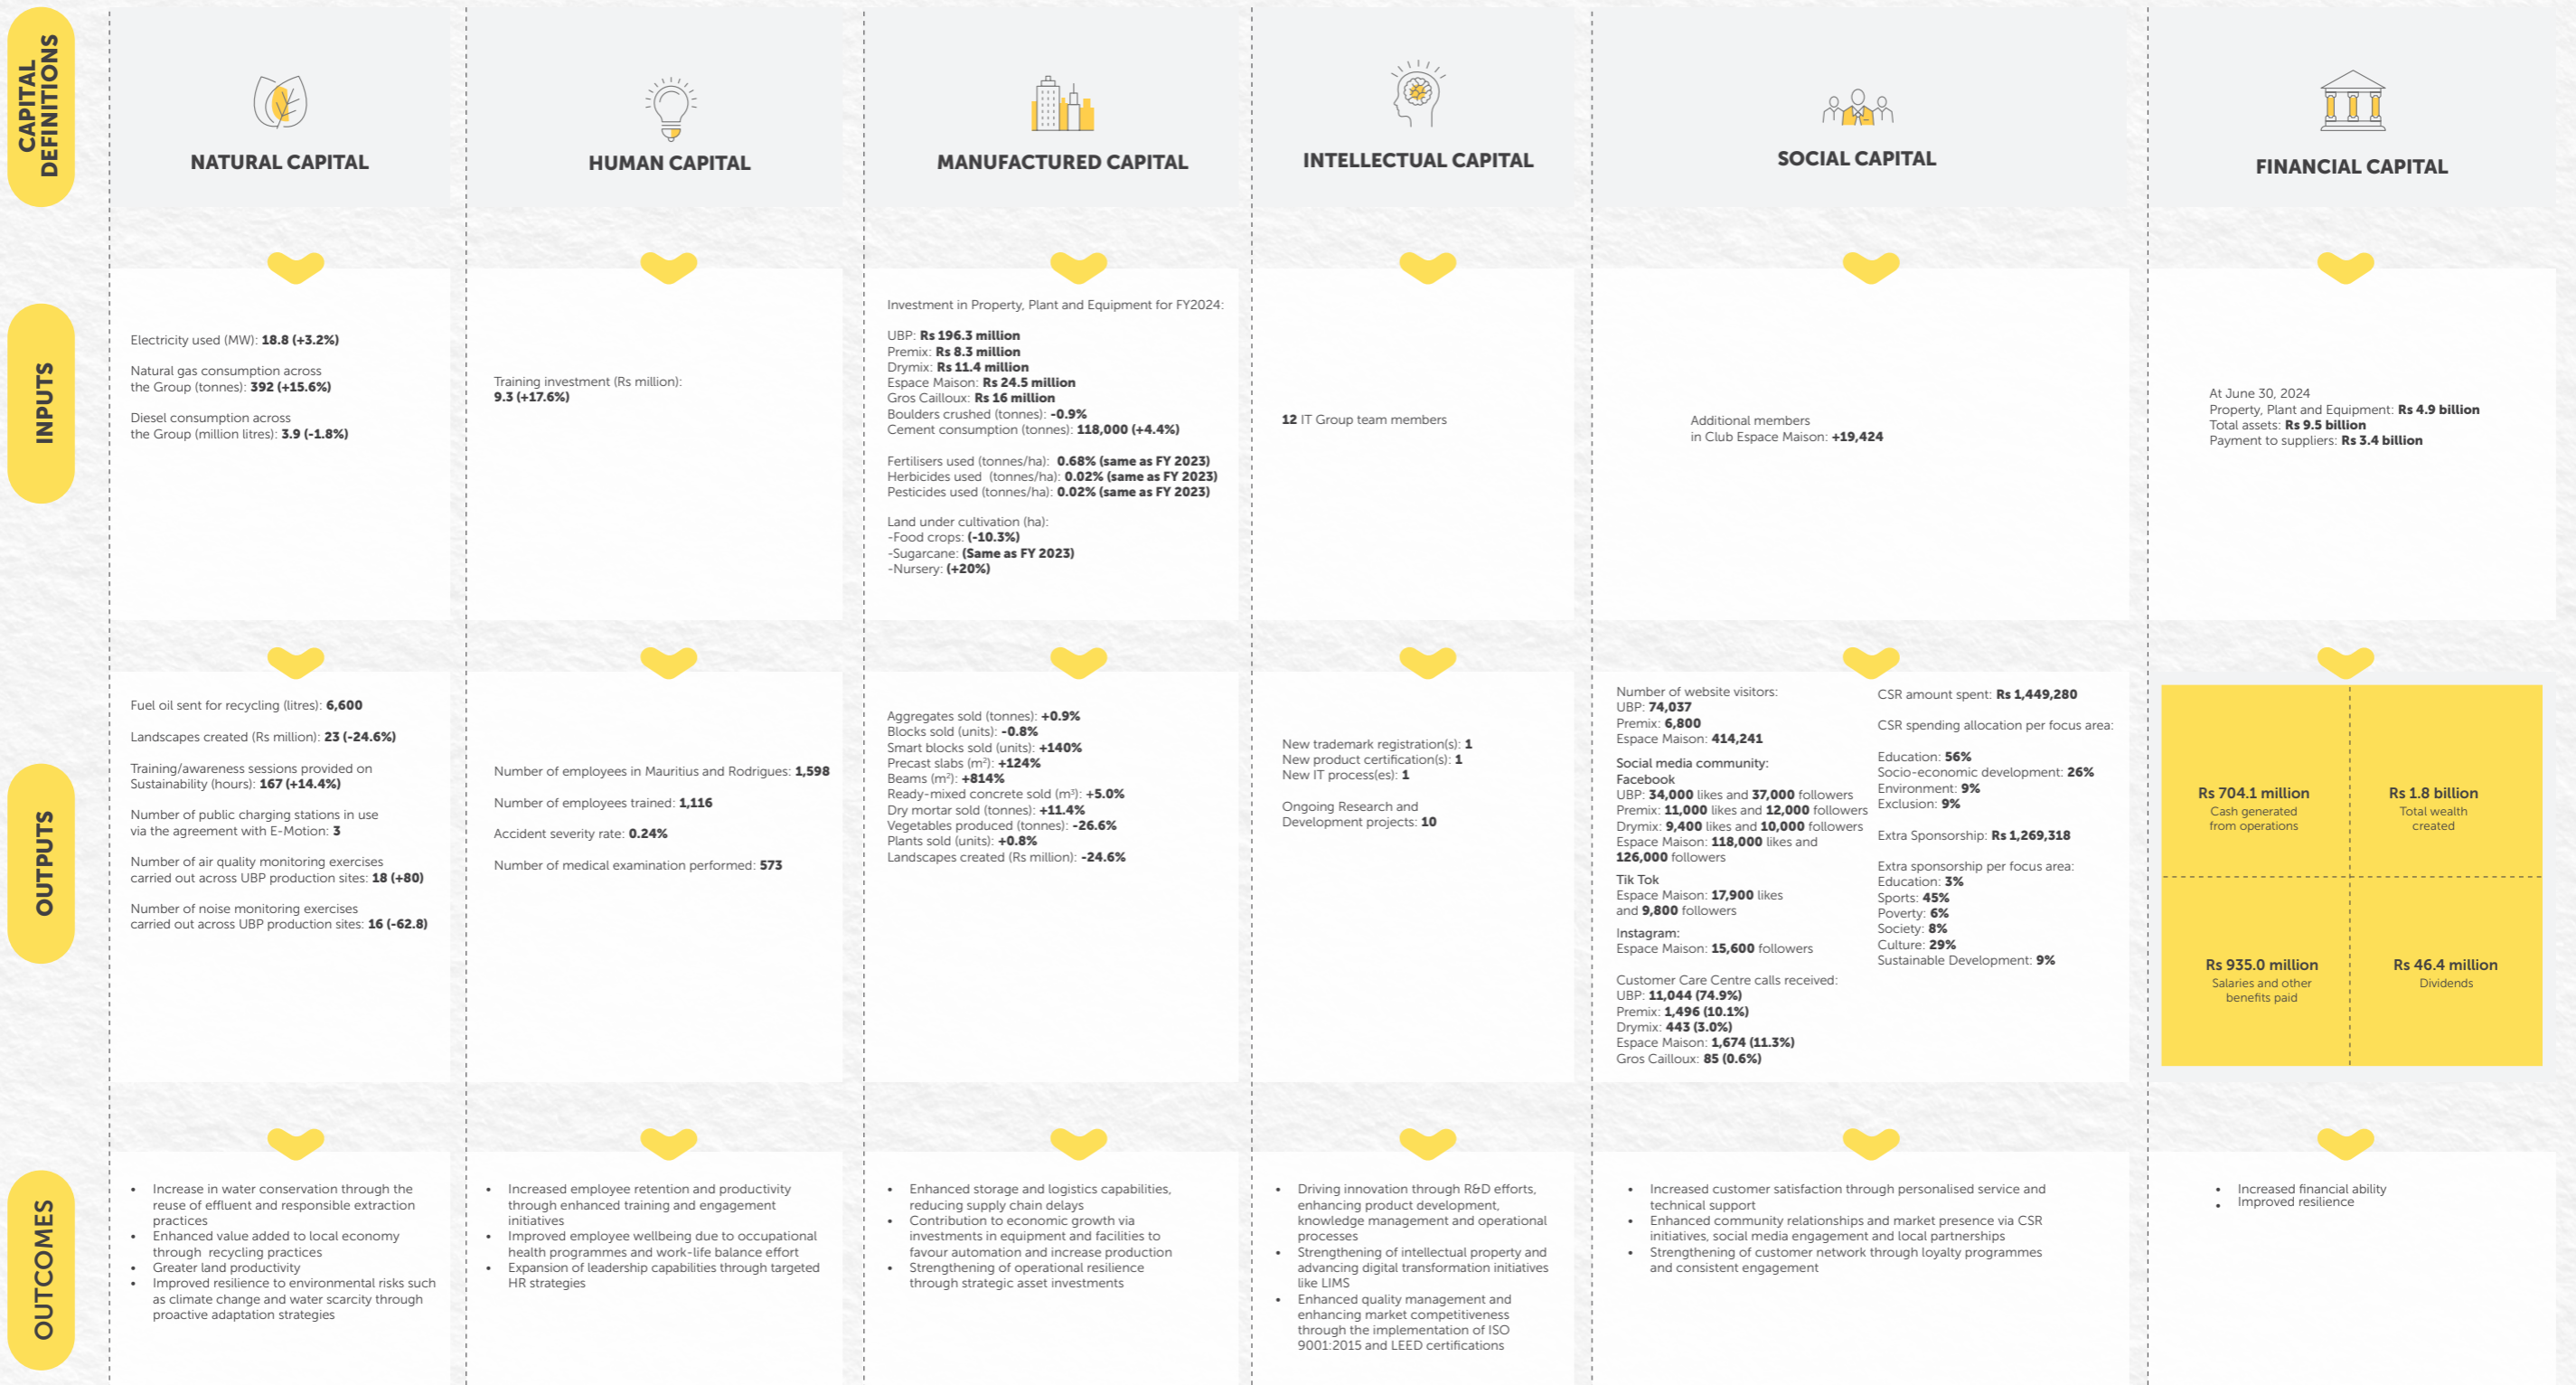 CAPITAL
DEFINITIONS
NATURAL CAPITAL
HUMAN CAPITAL
MANUFACTURED CAPITAL
INTELLECTUAL CAPITAL
SOCIAL CAPITAL
FINANCIAL CAPITAL
INPUTS
Electricity used (MW): 18.8 (+3.2%)
Natural gas consumption across
the Group (tonnes): 392 (+15.6%)
Diesel consumption across
the Group (million litres): 3.9 (-1.8%)
Training investment (Rs million):
9.3 (+17.6%)
Investment in Property, Plant and Equipment for FY2024:
UBP: Rs 196.3 million
Premix: Rs 8.3 million
Drymix: Rs 11.4 million
Espace Maison: Rs 24.5 million
Gros Cailloux: Rs 16 million
Boulders crushed (tonnes): -0.9%
Cement consumption (tonnes): 118,000 (+4.4%)
Fertilisers used (tonnes/ha): 0.68% (same as FY 2023)
Herbicides used (tonnes/ha): 0.02% (same as FY 2023)
Pesticides used (tonnes/ha): 0.02% (same as FY 2023)
Land under cultivation (ha):
-Food crops: (-10.3%)
-Sugarcane: (Same as FY 2023)
-Nursery: (+20%)
12 IT Group team members
Additional members
in Club Espace Maison: +19,424
At June 30, 2024
Property, Plant and Equipment: Rs 4.9 billion
Total assets: Rs 9.5 billion
Payment to suppliers: Rs 3.4 billion
OUTPUTS
Fuel oil sent for recycling (litres): 6,600
Landscapes created (Rs million): 23 (-24.6%)
Training/awareness sessions provided on
Sustainability (hours): 167 (+14.4%)
Number of public charging stations in use
via the agreement with E-Motion: 3
Number of air quality monitoring exercises
carried out across UBP production sites: 18 (+80)
Number of noise monitoring exercises
carried out across UBP production sites: 16 (-62.8)
Number of employees in Mauritius and Rodrigues: 1,598
Number of employees trained: 1,116
Accident severity rate: 0.24%
Number of medical examination performed: 573
Aggregates sold (tonnes): +0.9%
Blocks sold (units): -0.8%
Smart blocks sold (units): +140%
Precast slabs (m²): +124%
Beams (m²): +814%
Ready-mixed concrete sold (m³): +5.0%
Dry mortar sold (tonnes): +11.4%
Vegetables produced (tonnes): -26.6%
Plants sold (units): +0.8%
Landscapes created (Rs million): -24.6%
New trademark registration(s): 1
New product certification(s): 1
New IT process(es): 1
Ongoing Research and
Development projects: 10
Number of website visitors:
UBP: 74,037
Premix: 6,800
Espace Maison: 414,241
Social media community:
Facebook
UBP: 34,000 likes and 37,000 followers
Premix: 11,000 likes and 12,000 followers
Drymix: 9,400 likes and 10,000 followers
Espace Maison: 118,000 likes and
126,000 followers
Tik Tok
Espace Maison: 17,900 likes
and 9,800 followers
Instagram:
Espace Maison: 15,600 followers
Customer Care Centre calls received:
UBP: 11,044 (74.9%)
Premix: 1,496 (10.1%)
Drymix: 443 (3.0%)
Espace Maison: 1,674 (11.3%)
Gros Cailloux: 85 (0.6%)
CSR amount spent: Rs 1,449,280
CSR spending allocation per focus area:
Education: 56%
Socio-economic development: 26%
Environment: 9%
Exclusion: 9%
Extra Sponsorship: Rs 1,269,318
Extra sponsorship per focus area:
Education: 3%
Sports: 45%
Poverty: 6%
Society: 8%
Culture: 29%
Sustainable Development: 9%
Rs 704.1 million
Cash generated
from operations
Rs 1.8 billion
Total wealth
created
Rs 935.0 million
Salaries and other
benefits paid
Rs 46.4 million
Dividends
OUTCOMES
• Increase in water conservation through the
reuse of effluent and responsible extraction
practices
• Enhanced value added to local economy
through recycling practices
• Greater land productivity
• Improved resilience to environmental risks such
as climate change and water scarcity through
proactive adaptation strategies
• Increased employee retention and productivity
through enhanced training and engagement
initiatives
• Improved employee wellbeing due to occupational
health programmes and work-life balance effort
• Expansion of leadership capabilities through targeted
HR strategies
• Enhanced storage and logistics capabilities,
reducing supply chain delays
• Contribution to economic growth via
investments in equipment and facilities to
favour automation and increase production
• Strengthening of operational resilience
through strategic asset investments
• Driving innovation through R&D efforts,
enhancing product development,
knowledge management and operational
processes
• Strengthening of intellectual property and
advancing digital transformation initiatives
like LIMS
• Enhanced quality management and
enhancing market competitiveness
through the implementation of ISO
9001:2015 and LEED certifications
• Increased customer satisfaction through personalised service and
technical support
• Enhanced community relationships and market presence via CSR
initiatives, social media engagement and local partnerships
• Strengthening of customer network through loyalty programmes
and consistent engagement
• Increased financial ability
• Improved resilience